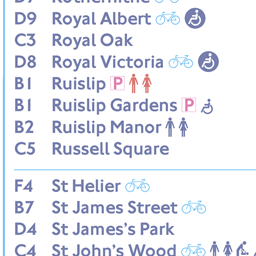 D7 Rotherhithe
D9 Royal Albert
C3 Royal Oak
D8 Royal Victoria
B1 Ruislip P
B1 Ruislip Gardens P
B2 Ruislip Manor
C5 Russell Square
F4 St Helier
B7 St James Street
D4 St James's Park
C4 St John's Wood